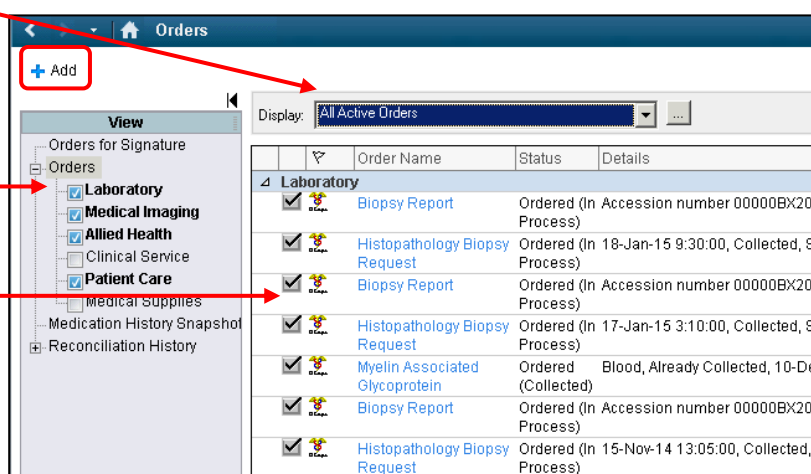 Orders
Add
View
Orders for Signature
Orders
Laboratory
Medical Imaging
Allied Health
Clinical Service
Patient Care
Medical Supplies
Medication History Snapshot
Reconciliation History
Display: All Active Orders ...
Order Name Status Details
Laboratory
Biopsy Report Ordered (In Accession number 00000BX20
Process)
Histopathology Biopsy Ordered (In 18-Jan-15 9:30:00, Collected, S
Request Process)
Biopsy Report Ordered (In Accession number 00000BX20
Process)
Histopathology Biopsy Ordered (In 17-Jan-15 3:10:00, Collected, S
Request Process)
Myelin Associated Ordered Blood, Already Collected, 10-De
Glycoprotein (Collected)
Biopsy Report Ordered (In Accession number 00000BX20
Process)
Histopathology Biopsy Ordered (In 15-Nov-14 13:05:00, Collected,
Request Process)